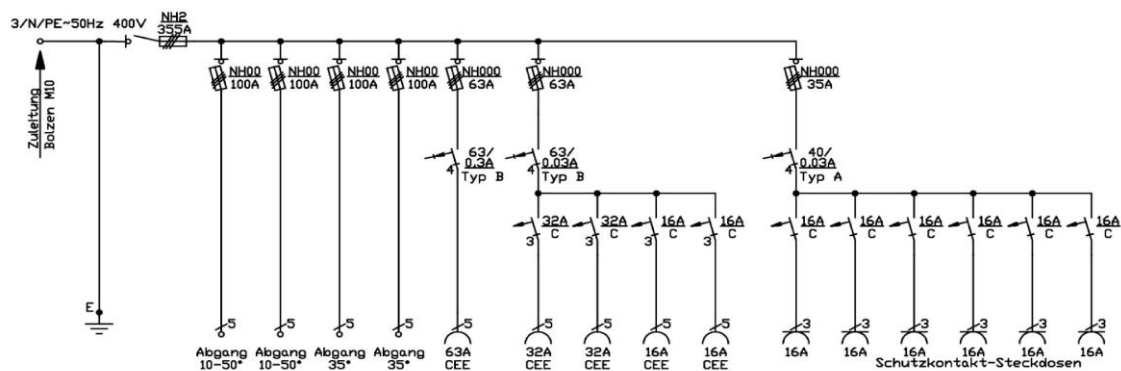 3/N/PE~50Hz 400V
NH2
355A
Zuleitung
Bolzen M10
NH00
100A
NH00
100A
NH00
100A
NH00
100A
NH000
63A
NH000
63A
NH000
35A
63/
0.3A
Typ B
4
63/
0.03A
Typ B
4
40/
0.03A
Typ A
4
32A
C
3
32A
C
3
16A
C
3
16A
C
3
16A
C
16A
C
16A
C
16A
C
16A
C
16A
C
E
5
Abgang
10-50°
5
Abgang
10-50°
5
Abgang
35°
5
Abgang
35°
5
63A
CEE
5
32A
CEE
5
32A
CEE
5
16A
CEE
5
16A
CEE
3
16A
3
16A
3
16A
3
16A
3
16A
3
16A
Schutzkontakt-Steckdosen